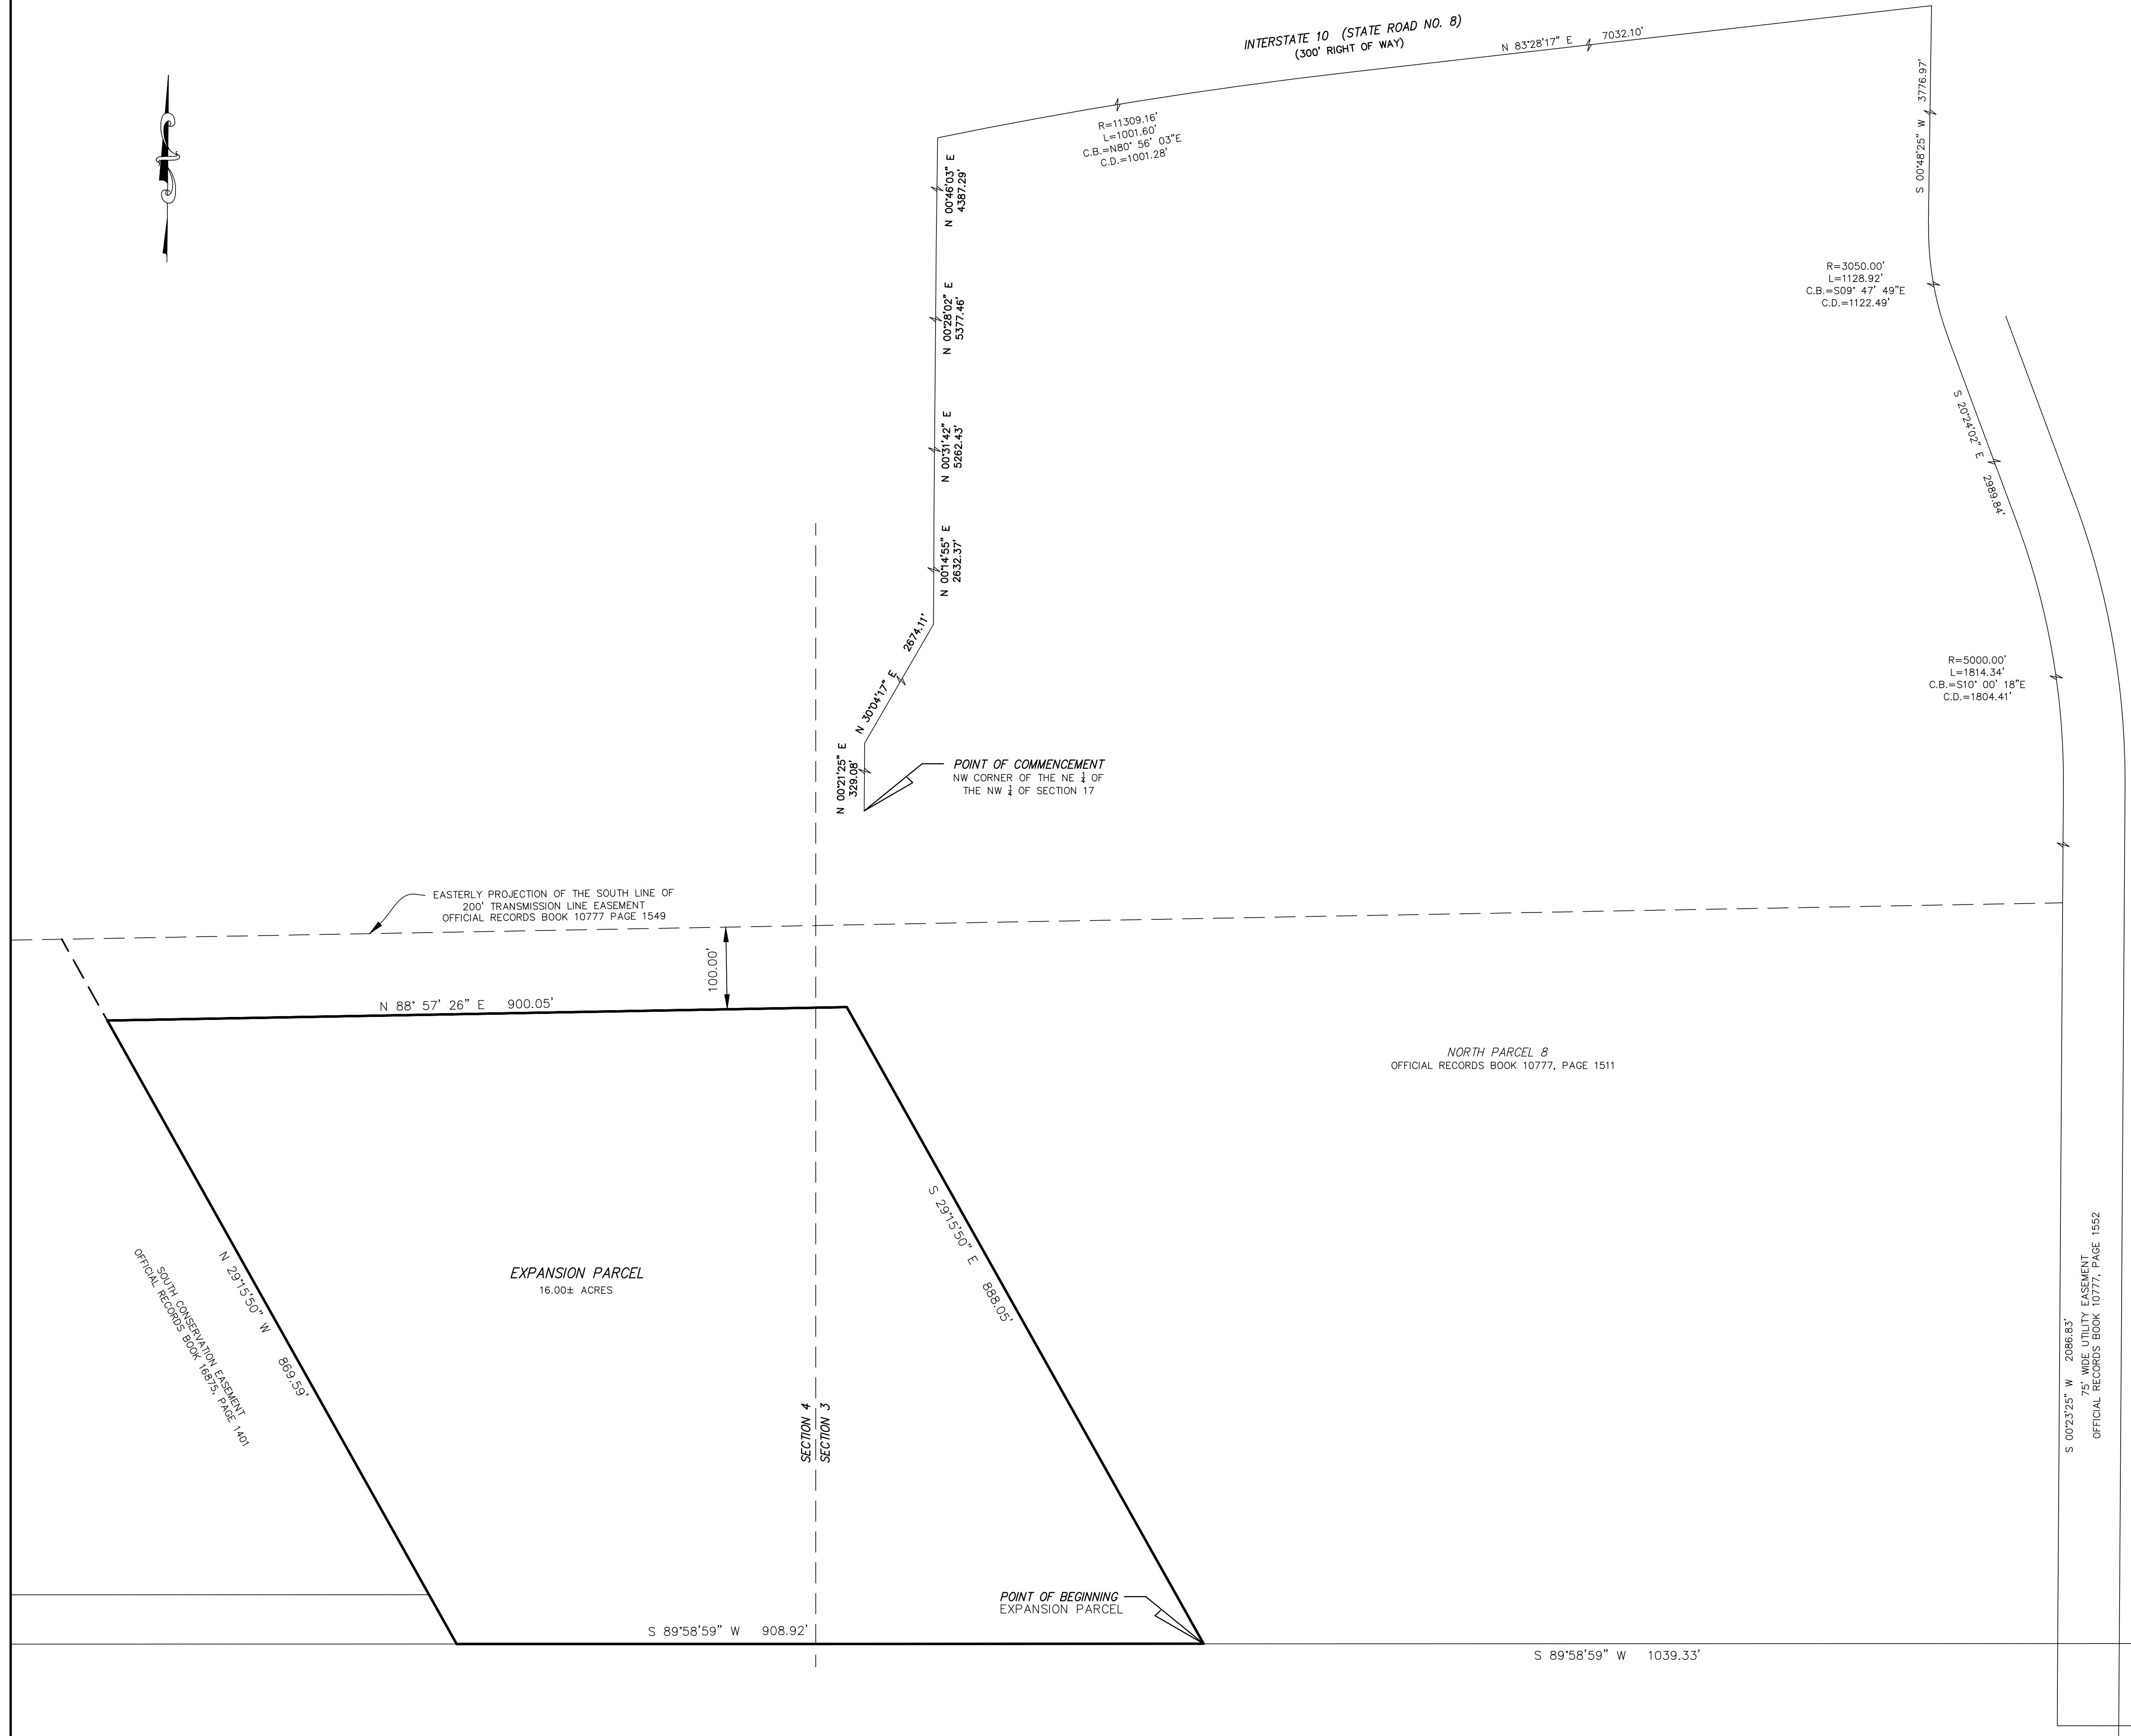 INTERSTATE 10 (STATE ROAD NO. 8)
(300' RIGHT OF WAY)
N 83°28'17" E 7032.10'
R=11309.16'
L=1001.60'
C.B.=N80° 56' 03"E
C.D.=1001.28'
S 00°48'25" W 3776.97'
N 00°46'03" E
4387.29'
N 00°28'02" E
5377.46'
N 00°31'42" E
5262.43'
N 00°14'55" E
2632.37'
N 30°04'17" E 2674.11'
N 00°21'25" E
329.08'
R=3050.00'
L=1128.92'
C.B.=S09° 47' 49"E
C.D.=1122.49'
S 20°24'02" E 2989.84'
R=5000.00'
L=1814.34'
C.B.=S10° 00' 18"E
C.D.=1804.41'
POINT OF COMMENCEMENT
NW CORNER OF THE NE 1/4 OF
THE NW 1/4 OF SECTION 17
EASTERLY PROJECTION OF THE SOUTH LINE OF
200' TRANSMISSION LINE EASEMENT
OFFICIAL RECORDS BOOK 10777 PAGE 1549
100.00'
N 88° 57' 26" E 900.05'
NORTH PARCEL 8
OFFICIAL RECORDS BOOK 10777, PAGE 1511
S 29°15'50" E 888.05'
EXPANSION PARCEL
16.00± ACRES
N 29°15'50" W 869.59'
SOUTH CONSERVATION EASEMENT
OFFICIAL RECORDS BOOK 16875, PAGE 1401
SECTION 4
SECTION 3
S 00°23'25" W 2086.83'
75' WIDE UTILITY EASEMENT
OFFICIAL RECORDS BOOK 10777, PAGE 1552
POINT OF BEGINNING
EXPANSION PARCEL
S 89°58'59" W 908.92'
S 89°58'59" W 1039.33'